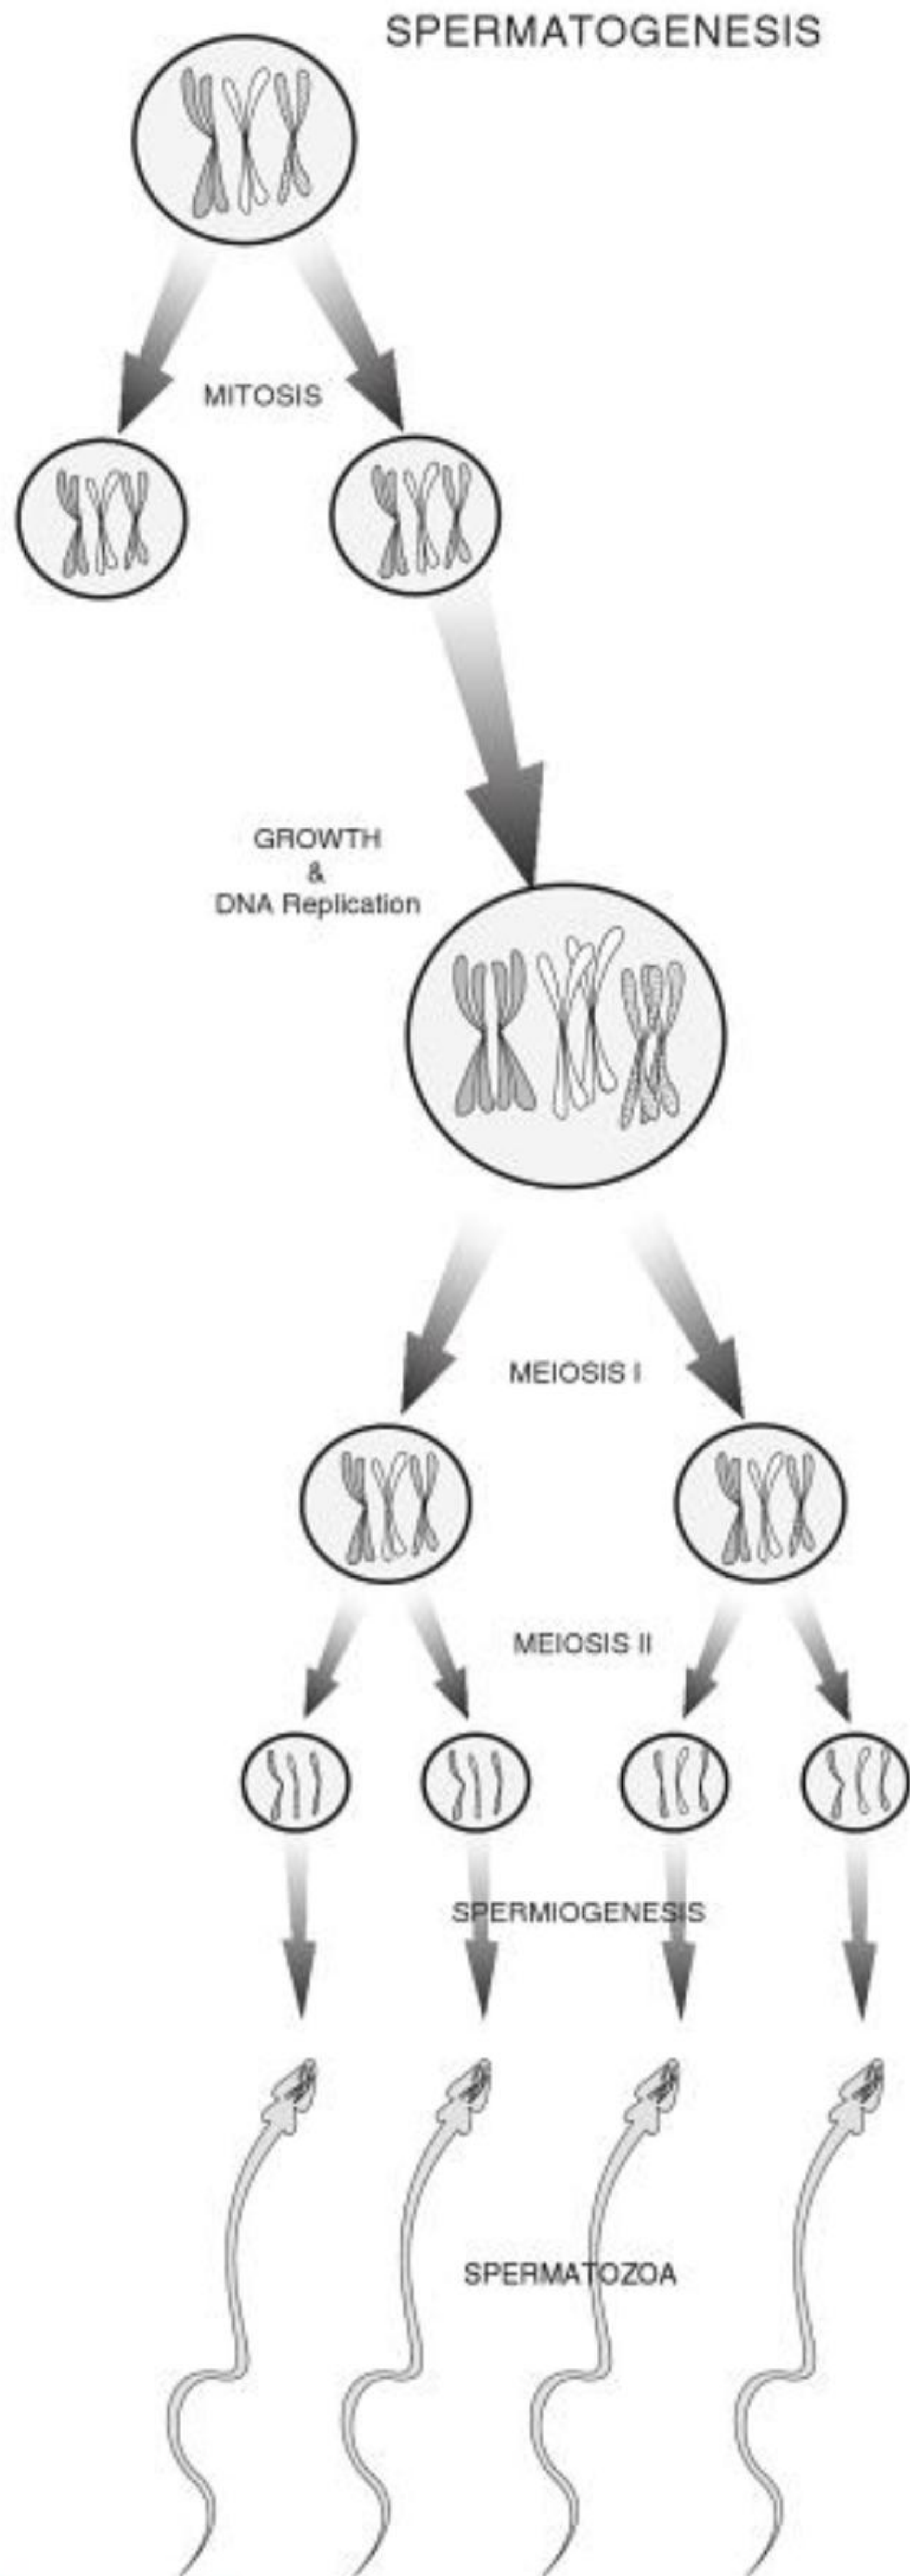 SPERMATOGENESIS
MITOSIS
GROWTH
&
DNA Replication
MEIOSIS I
MEIOSIS II
SPERMIOGENESIS
SPERMATOZOA